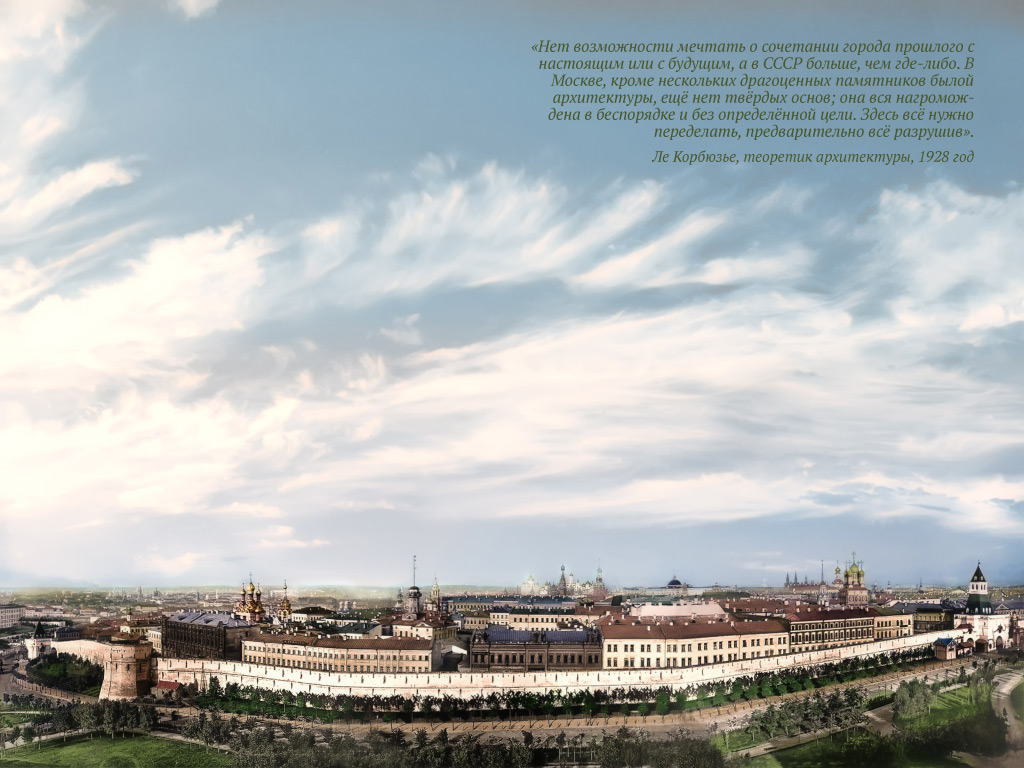 «Нет возможности мечтать о сочетании города прошлого с
настоящим или с будущим, а в СССР больше, чем где-либо. В
Москве, кроме нескольких драгоценных памятников былой
архитектуры, ещё нет твёрдых основ; она вся нагромож-
дена в беспорядке и без определённой цели. Здесь всё нужно
переделать, предварительно всё разрушив».
Ле Корбюзье, теоретик архитектуры, 1928 год